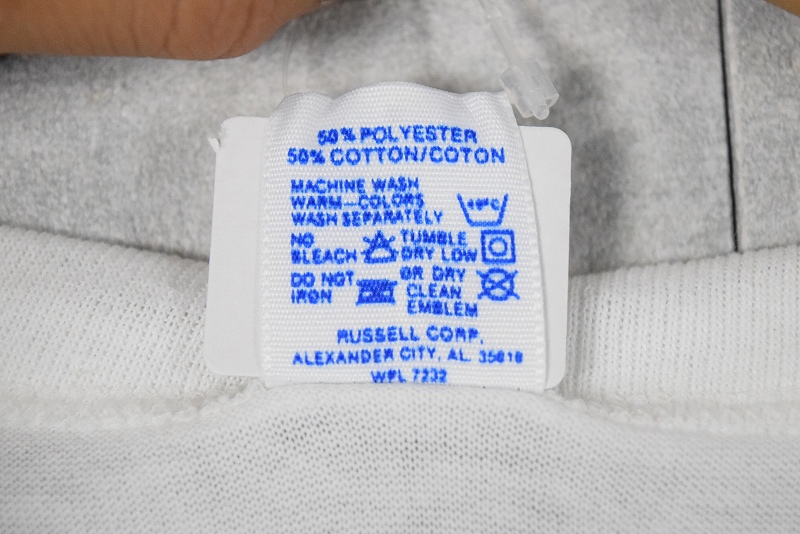 50% POLYESTER
50% COTTON/COTON
MACHINE WASH
WARM—COLORS
WASH SEPARATELY
NO
BLEACH
TUMBLE
DRY LOW
DO NOT
IRON
OR DRY
CLEAN
EMBLEM
RUSSELL CORP.
ALEXANDER CITY, AL.
WPL 7232